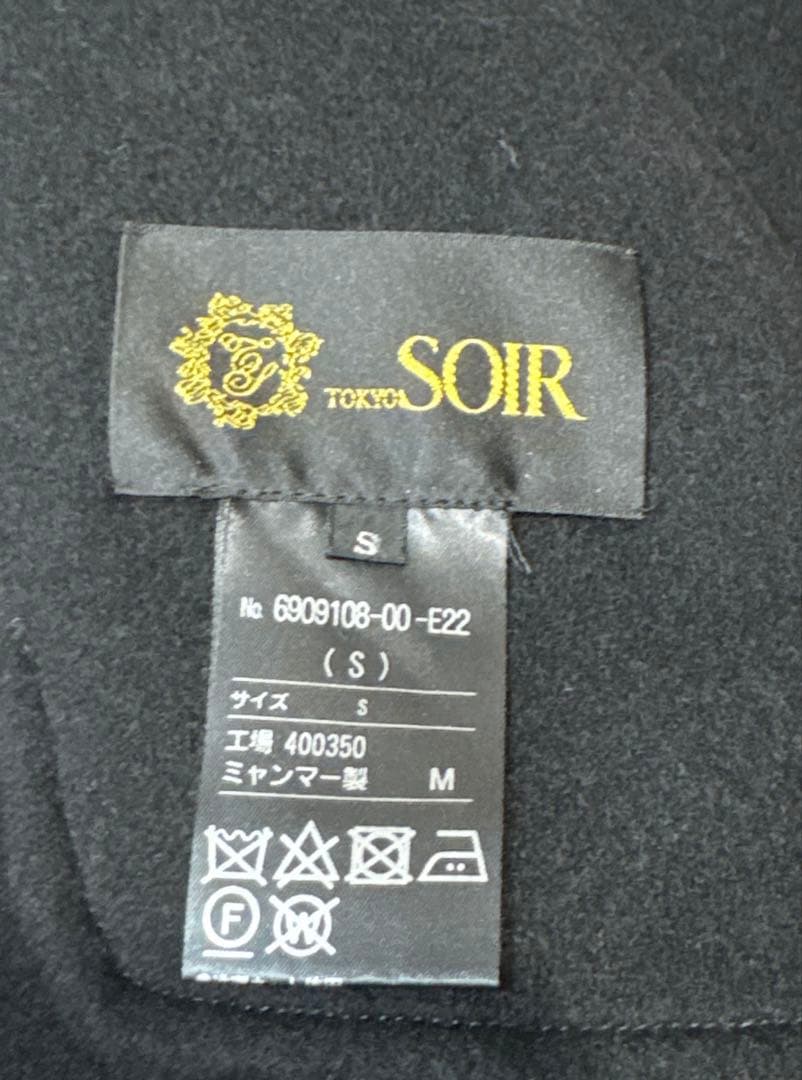 TOKYO SOIR
S
No. 6909108-00-E22
(S)
サイズ S
工場 400350
ミャンマー製 M
F
W